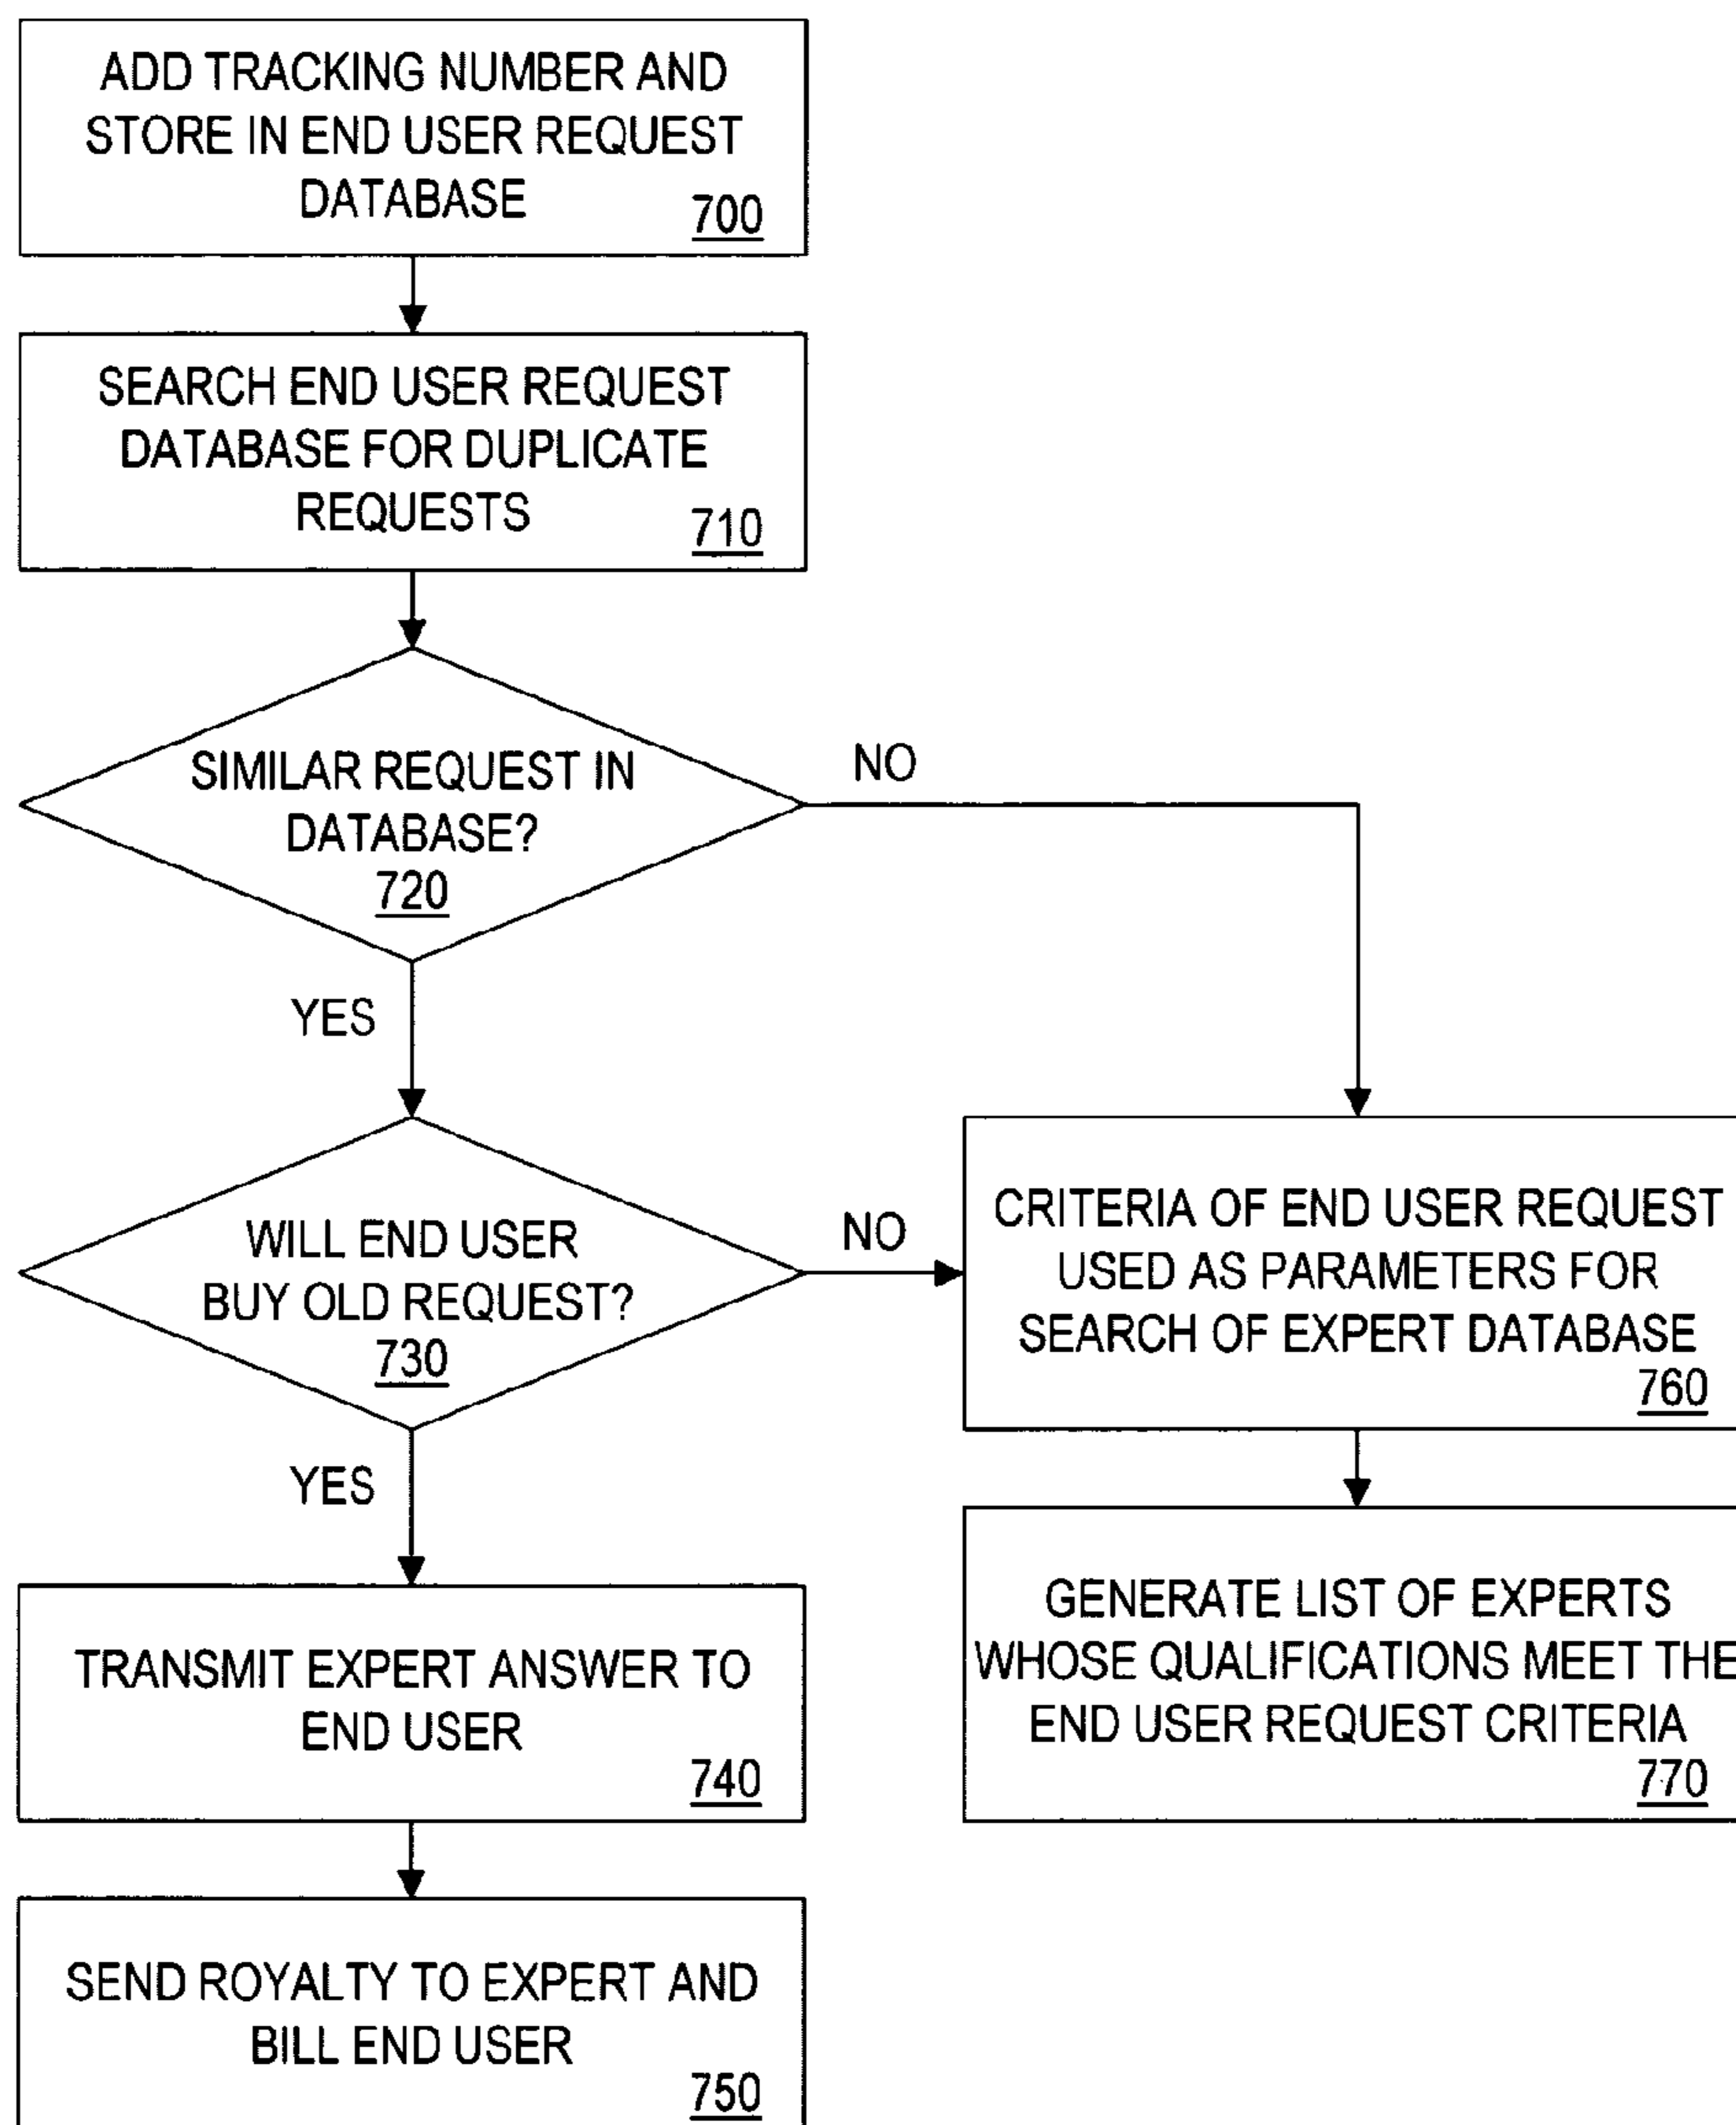 ADD TRACKING NUMBER AND
STORE IN END USER REQUEST
DATABASE
700
SEARCH END USER REQUEST
DATABASE FOR DUPLICATE
REQUESTS
710
SIMILAR REQUEST IN
DATABASE?
720
NO
YES
WILL END USER
BUY OLD REQUEST?
730
NO
CRITERIA OF END USER REQUEST
USED AS PARAMETERS FOR
SEARCH OF EXPERT DATABASE
760
YES
TRANSMIT EXPERT ANSWER TO
END USER
740
GENERATE LIST OF EXPERTS
WHOSE QUALIFICATIONS MEET THE
END USER REQUEST CRITERIA
770
SEND ROYALTY TO EXPERT AND
BILL END USER
750